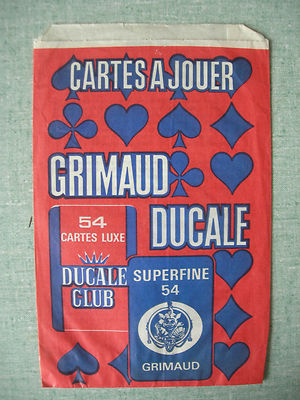 CARTES A JOUER
GRIMAUD
DUCALE
54
CARTES LUXE
DUCALE
CLUB
SUPERFINE
54
GRIMAUD